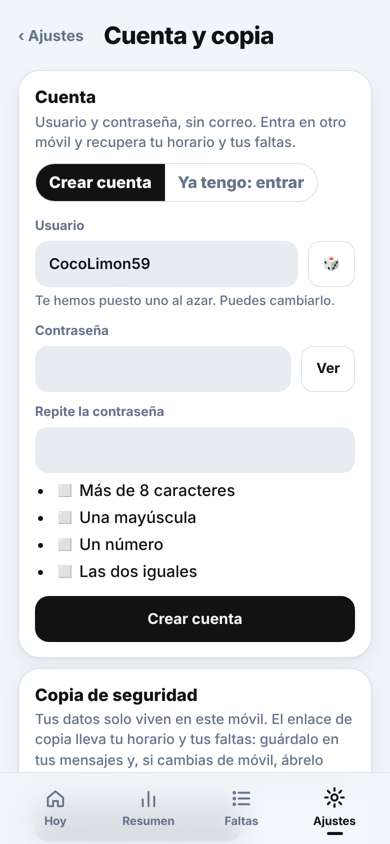 ‹ Ajustes Cuenta y copia
Cuenta
Usuario y contraseña, sin correo. Entra en otro
móvil y recupera tu horario y tus faltas.
Crear cuenta Ya tengo: entrar
Usuario
CocoLimon59
Te hemos puesto uno al azar. Puedes cambiarlo.
Contraseña
Ver
Repite la contraseña
• ⬜ Más de 8 caracteres
• ⬜ Una mayúscula
• ⬜ Un número
• ⬜ Las dos iguales
Crear cuenta
Copia de seguridad
Tus datos solo viven en este móvil. El enlace de
copia lleva tu horario y tus faltas: guárdalo en
tus mensajes y, si cambias de móvil, ábrelo
Hoy Resumen Faltas Ajustes